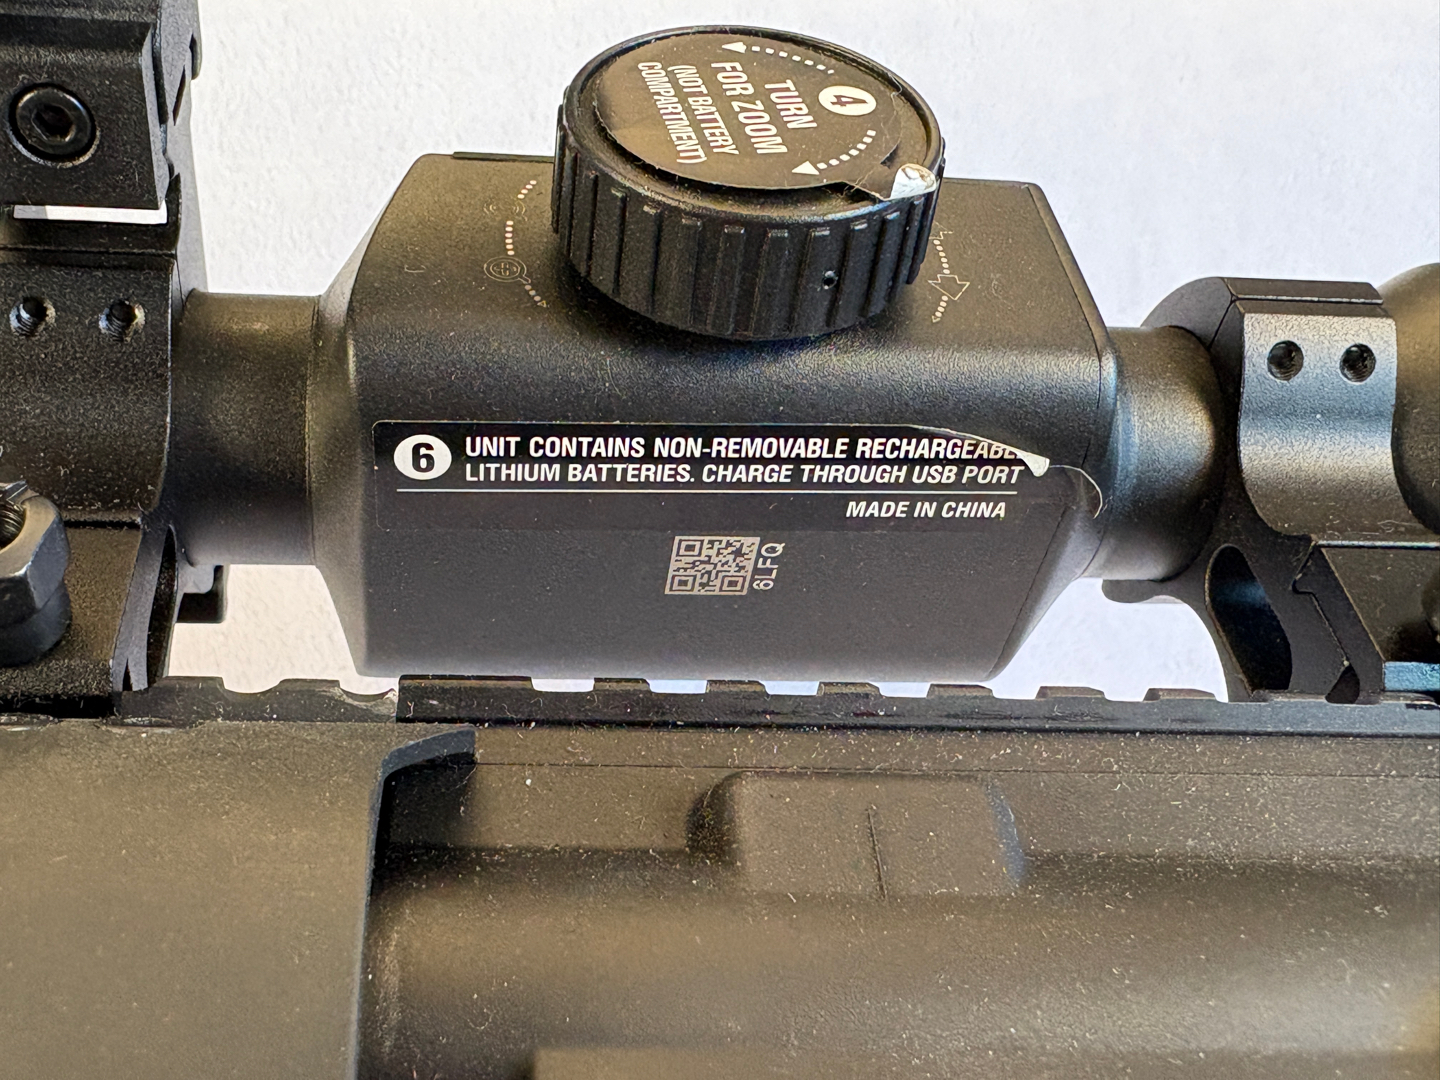 4
TURN
FOR ZOOM
(NOT BATTERY
COMPARTMENT)
6
UNIT CONTAINS NON-REMOVABLE RECHARGEABLE
LITHIUM BATTERIES. CHARGE THROUGH USB PORT
MADE IN CHINA
6LFQ